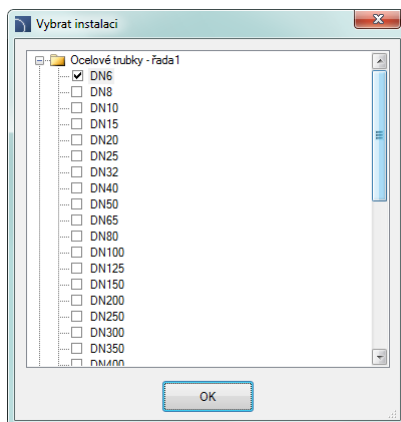 Vybrat instalaci
Ocelové trubky - řada1
DN6
DN8
DN10
DN15
DN20
DN25
DN32
DN40
DN50
DN65
DN80
DN100
DN125
DN150
DN200
DN250
DN300
DN350
DN400
OK